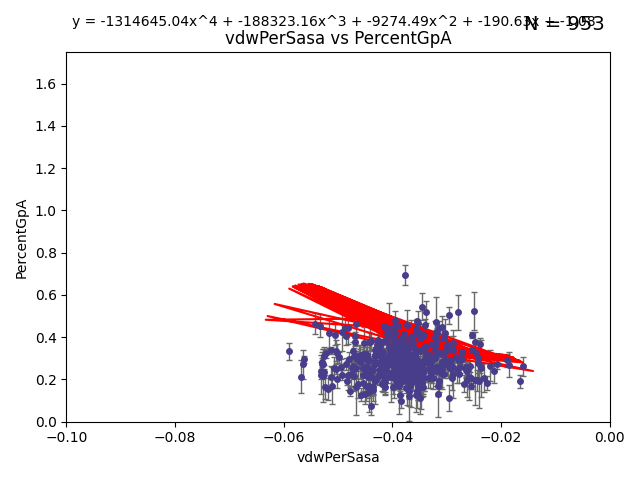 y = -1314645.04x^4 + -188323.16x^3 + -9274.49x^2 + -190.63x + -1.08
N = 953
vdwPerSasa vs PercentGpA
1.6
1.4
1.2
1.0
0.8
0.6
0.4
0.2
0.0
PercentGpA
−0.10 −0.08 −0.06 −0.04 −0.02 0.00
vdwPerSasa